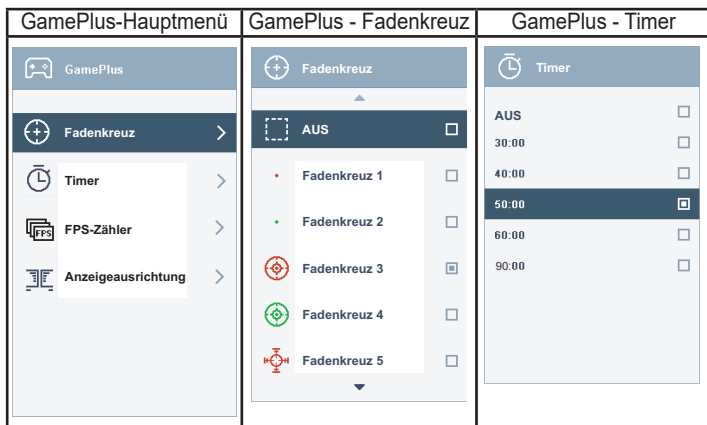 GamePlus-Hauptmenü
GamePlus - Fadenkreuz
GamePlus - Timer
GamePlus
Fadenkreuz
Timer
FPS-Zähler
FPS
Anzeigeausrichtung
Fadenkreuz
AUS
Fadenkreuz 1
Fadenkreuz 2
Fadenkreuz 3
Fadenkreuz 4
Fadenkreuz 5
Timer
AUS
30:00
40:00
50:00
60:00
90:00